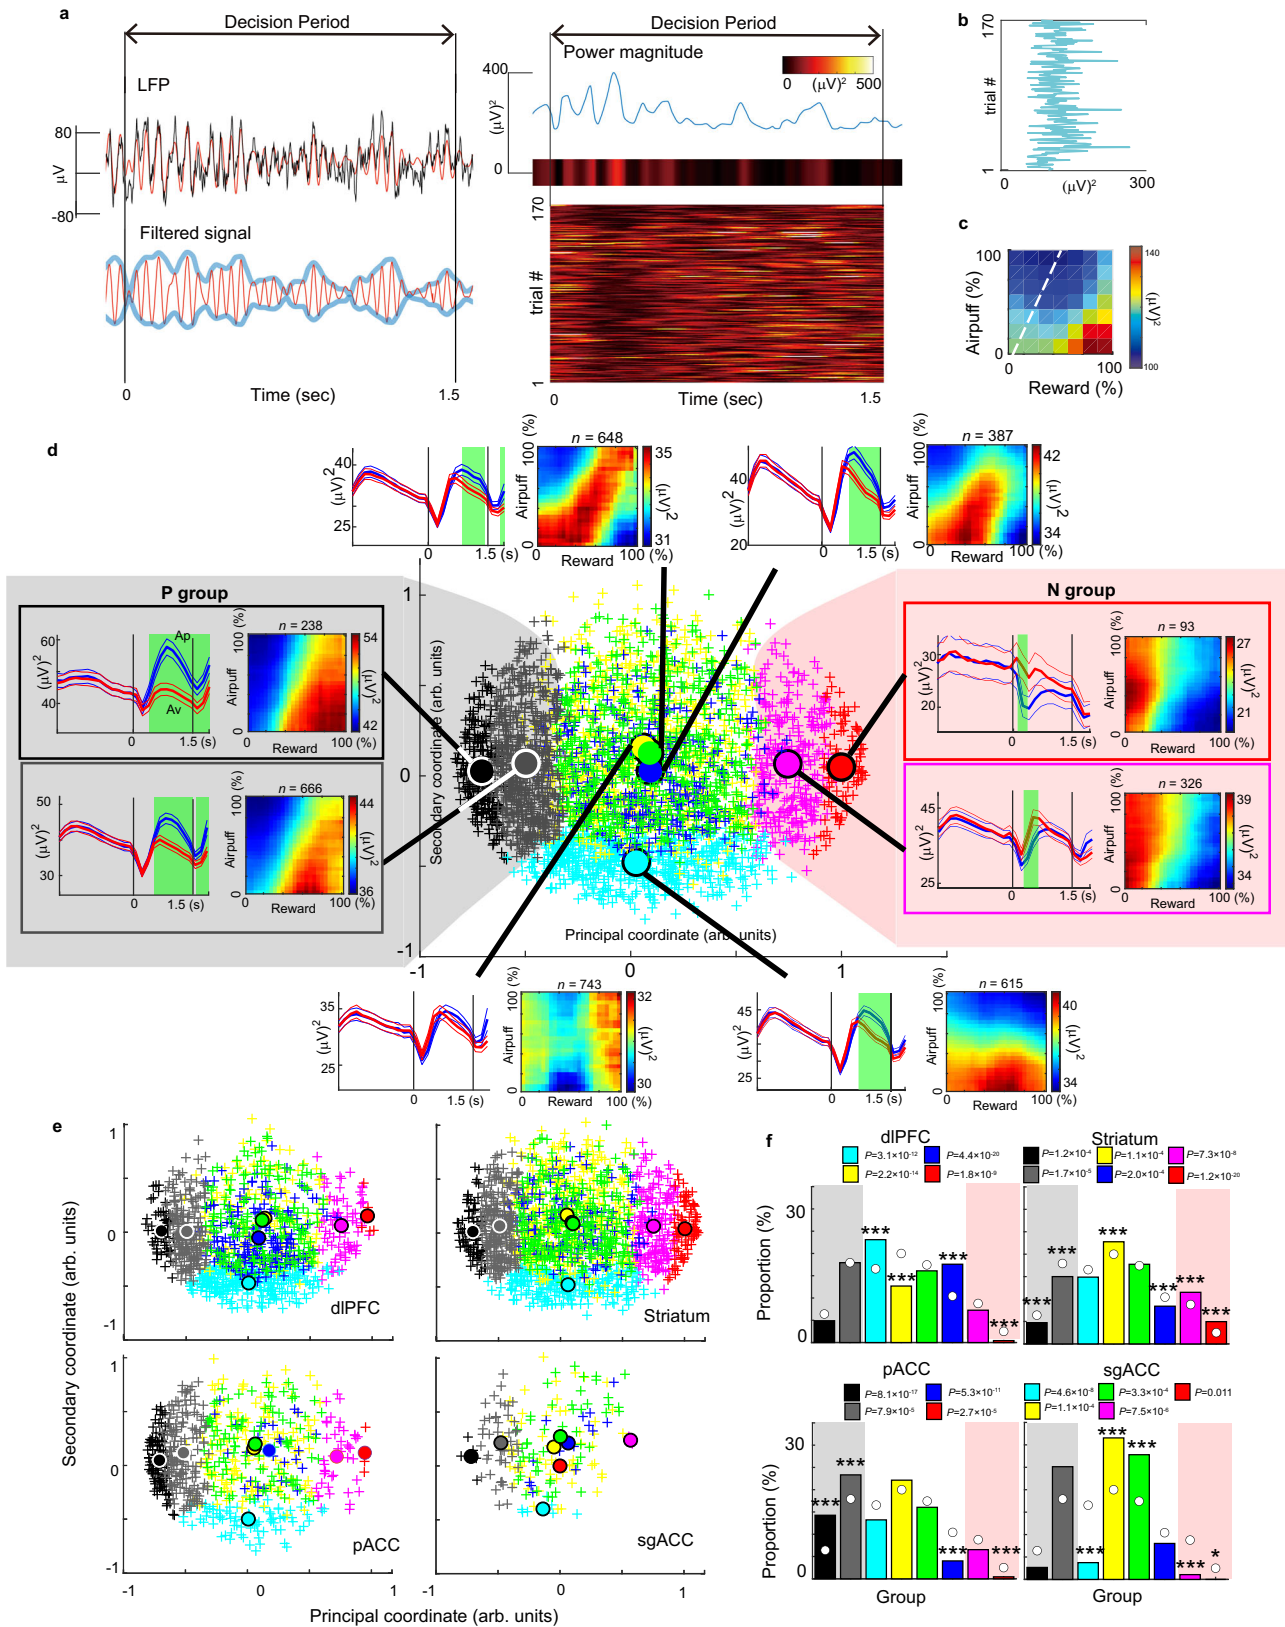 a
Decision Period
Decision Period
LFP
80
μV
-80
Filtered signal
0
Time (sec)
1.5
Power magnitude
400
(μV)²
0
0 (μV)² 500
170
trial #
1
0
Time (sec)
1.5
b
170
trial #
1
0
(μV)²
300
c
100
Airpuff (%)
0
0
100
Reward (%)
140
(μV)²
100
d
40
(μV)²
25
0
1.5 (s)
n = 648
100 (%)
Airpuff
0
0
Reward
100 (%)
35
(μV)²
31
40
(μV)²
20
0
1.5 (s)
n = 387
100 (%)
Airpuff
0
0
Reward
100 (%)
42
(μV)²
34
P group
60
(μV)²
40
Ap
Av
0
1.5 (s)
n = 238
100 (%)
Airpuff
0
0
Reward
100 (%)
54
(μV)²
42
50
(μV)²
30
0
1.5 (s)
n = 666
100 (%)
Airpuff
0
0
Reward
100 (%)
44
(μV)²
36
1
0
-1
Secondary coordinate (arb. units)
Principal coordinate (arb. units)
-1
0
1
N group
30
(μV)²
20
0
1.5 (s)
n = 93
100 (%)
Airpuff
0
0
Reward
100 (%)
27
(μV)²
21
45
(μV)²
25
0
1.5 (s)
n = 326
100 (%)
Airpuff
0
0
Reward
100 (%)
39
(μV)²
34
35
(μV)²
25
0
1.5 (s)
n = 743
100 (%)
Airpuff
0
0
Reward
100 (%)
32
(μV)²
30
45
(μV)²
25
0
1.5 (s)
n = 615
100 (%)
Airpuff
0
0
Reward
100 (%)
40
(μV)²
34
e
1
0
-1
Secondary coordinate (arb. units)
dlPFC
Striatum
1
0
-1
Secondary coordinate (arb. units)
pACC
sgACC
-1
0
1
0
1
Principal coordinate (arb. units)
f
dlPFC
P=3.1×10⁻¹² P=4.4×10⁻²⁰
P=2.2×10⁻¹⁴ P=1.8×10⁻⁹
Striatum
P=1.2×10⁻⁴ P=1.1×10⁻⁴ P=7.3×10⁻⁸
P=1.7×10⁻⁵ P=2.0×10⁻⁴ P=1.2×10⁻²⁰
30
Proportion (%)
0
*** *** *** ***
*** *** *** *** *** ***
pACC
P=8.1×10⁻¹⁷ P=5.3×10⁻¹¹
P=7.9×10⁻⁵ P=2.7×10⁻⁵
sgACC
P=4.6×10⁻⁸ P=3.3×10⁻⁴ P=0.011
P=1.1×10⁻⁴ P=7.5×10⁻⁶
30
Proportion (%)
0
*** *** *** ***
*** *** *** *** *
Group
Group